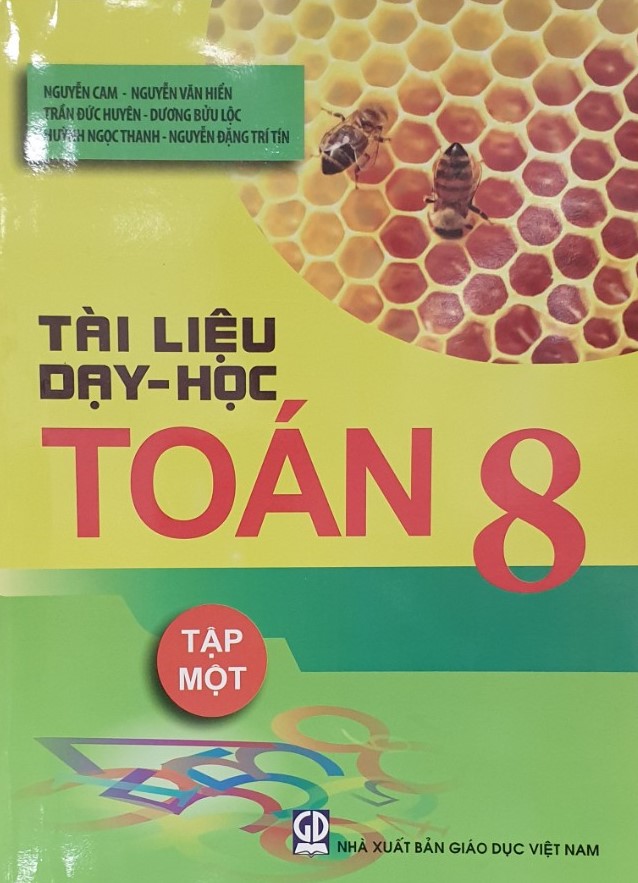 NGUYỄN CAM - NGUYỄN VĂN HIỂN
TRẦN ĐỨC HUYÊN - DƯƠNG BỬU LỘC
HUỲNH NGỌC THANH - NGUYỄN ĐẶNG TRÍ TÍN
TÀI LIỆU
DẠY-HỌC
TOÁN 8
TẬP
MỘT
GD
NHÀ XUẤT BẢN GIÁO DỤC VIỆT NAM